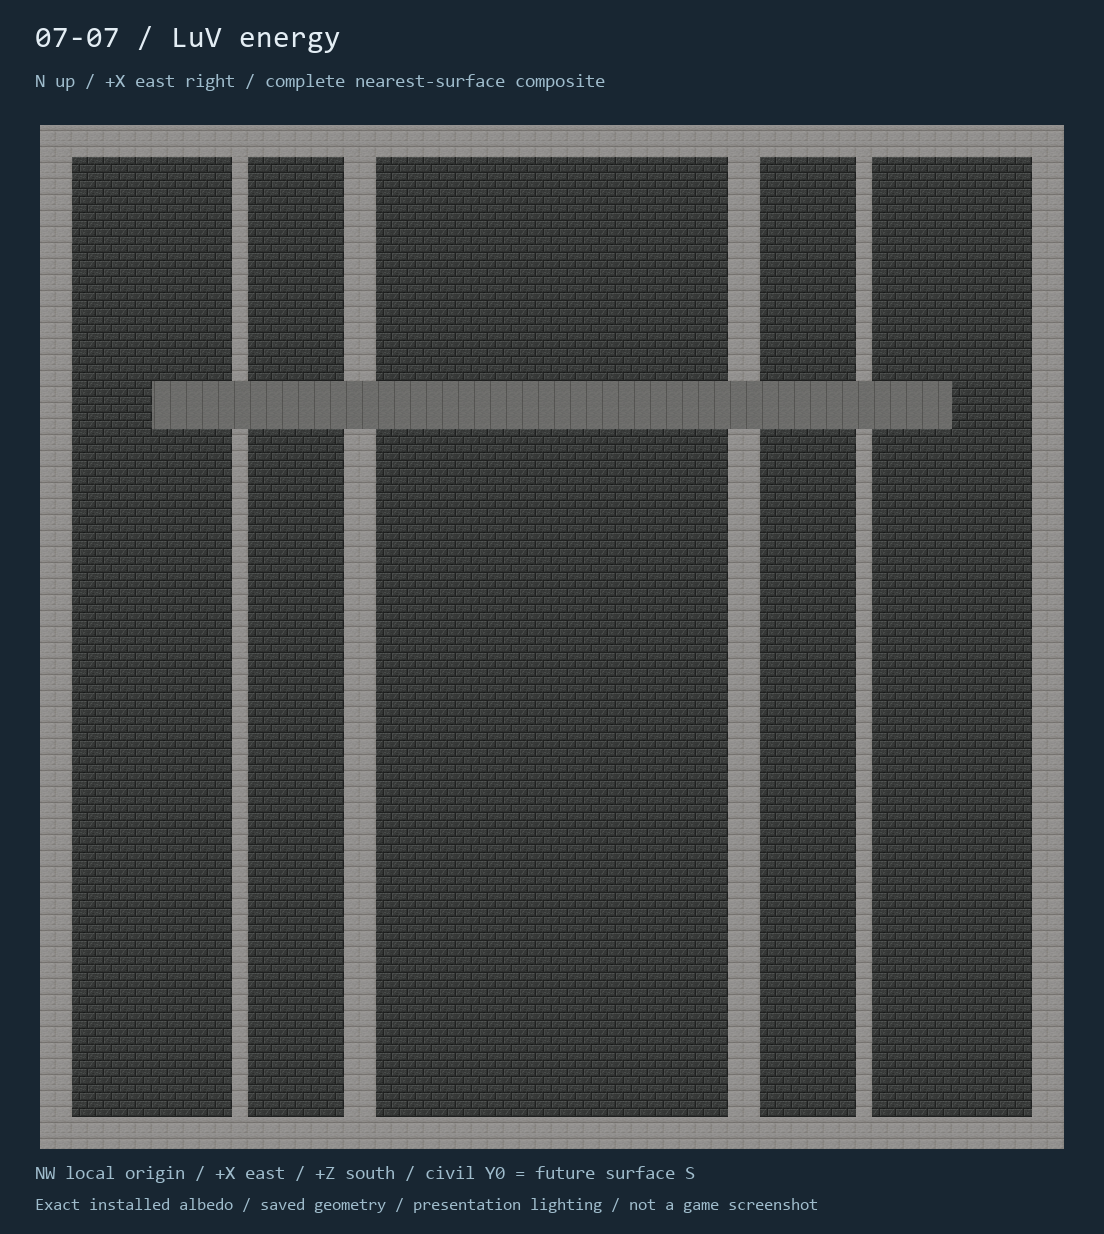 07-07 / LuV energy
N up / +X east right / complete nearest-surface composite
NW local origin / +X east / +Z south / civil Y0 = future surface S
Exact installed albedo / saved geometry / presentation lighting / not a game screenshot